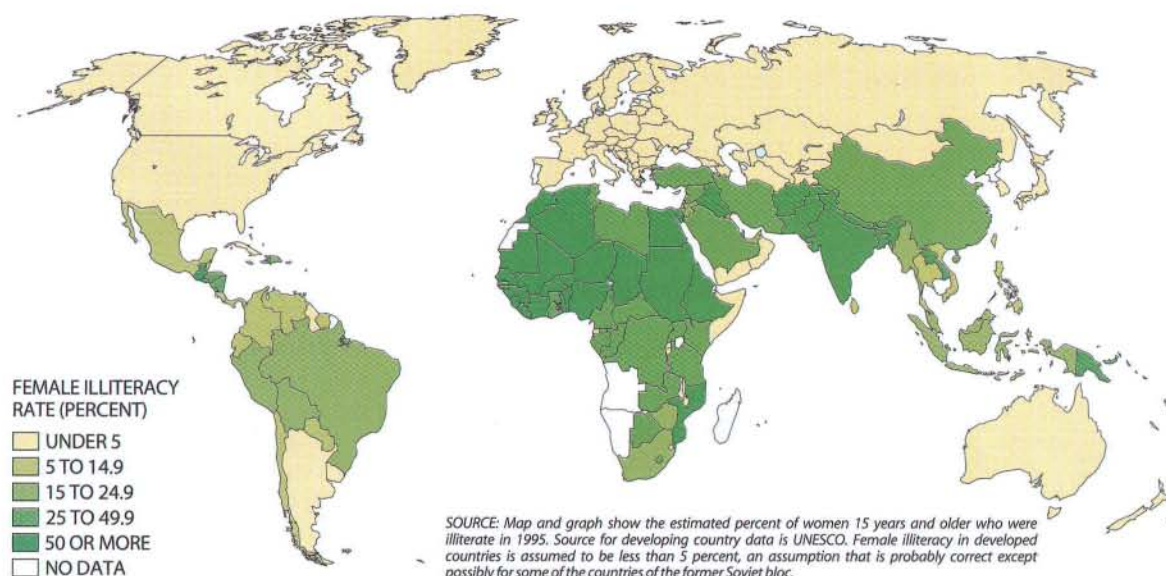 FEMALE ILLITERACY
RATE (PERCENT)
UNDER 5
5 TO 14.9
15 TO 24.9
25 TO 49.9
50 OR MORE
NO DATA
SOURCE: Map and graph show the estimated percent of women 15 years and older who were
illiterate in 1995. Source for developing country data is UNESCO. Female illiteracy in developed
countries is assumed to be less than 5 percent, an assumption that is probably correct except
possibly for some of the countries of the former Soviet bloc.